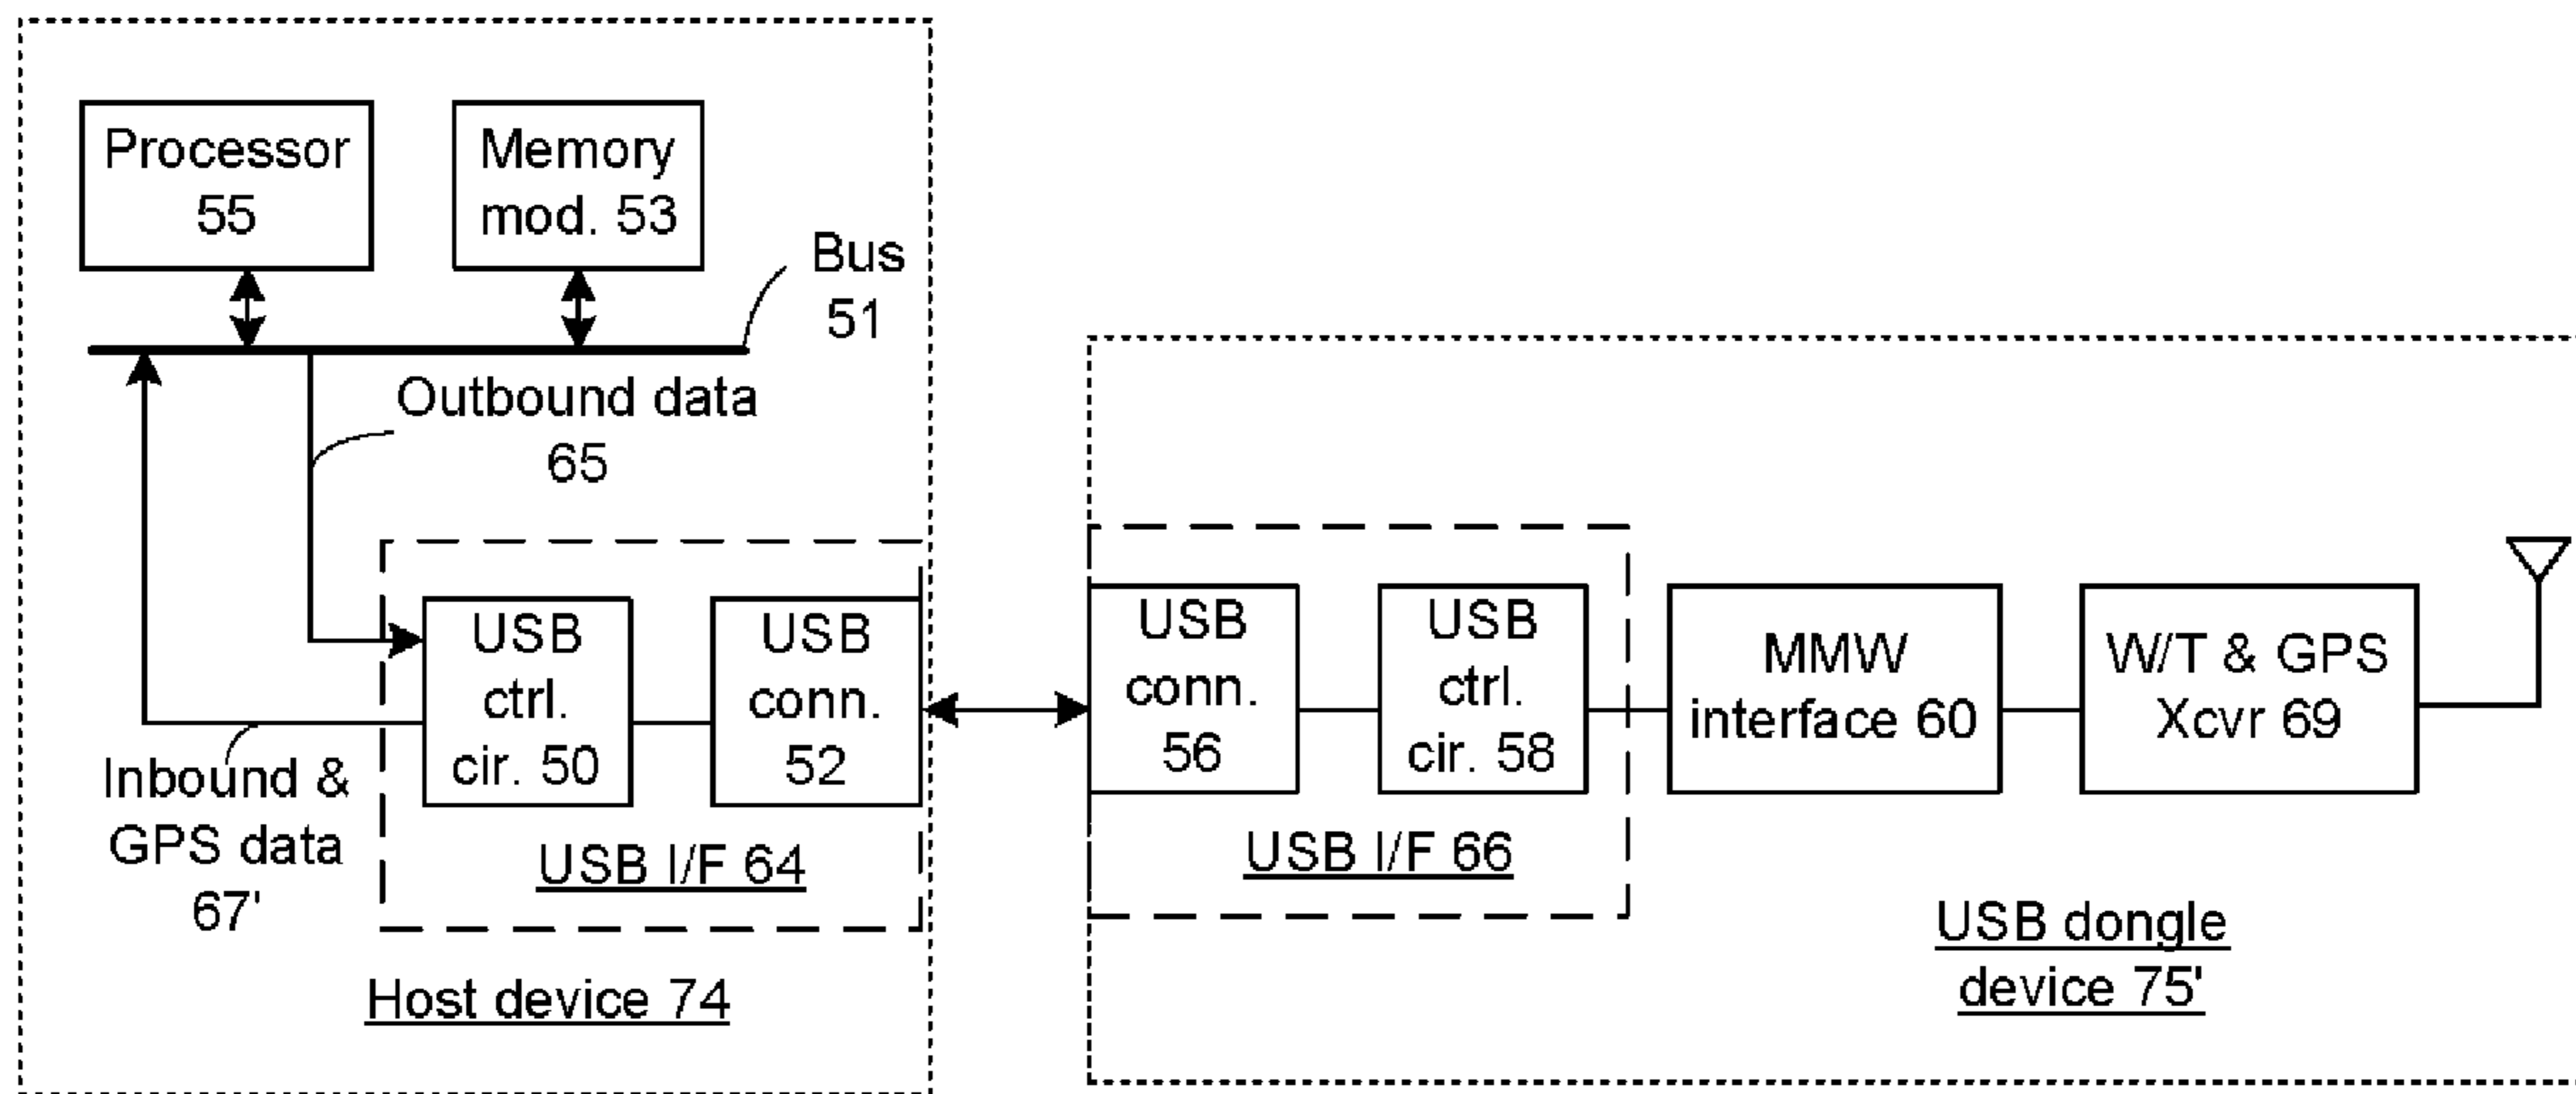 Processor
55
Memory
mod. 53
Bus
51
Outbound data
65
USB
ctrl.
cir. 50
USB
conn.
52
Inbound &
GPS data
67'
USB I/F 64
Host device 74
USB
conn.
56
USB
ctrl.
cir. 58
MMW
interface 60
W/T & GPS
Xcvr 69
USB I/F 66
USB dongle
device 75'